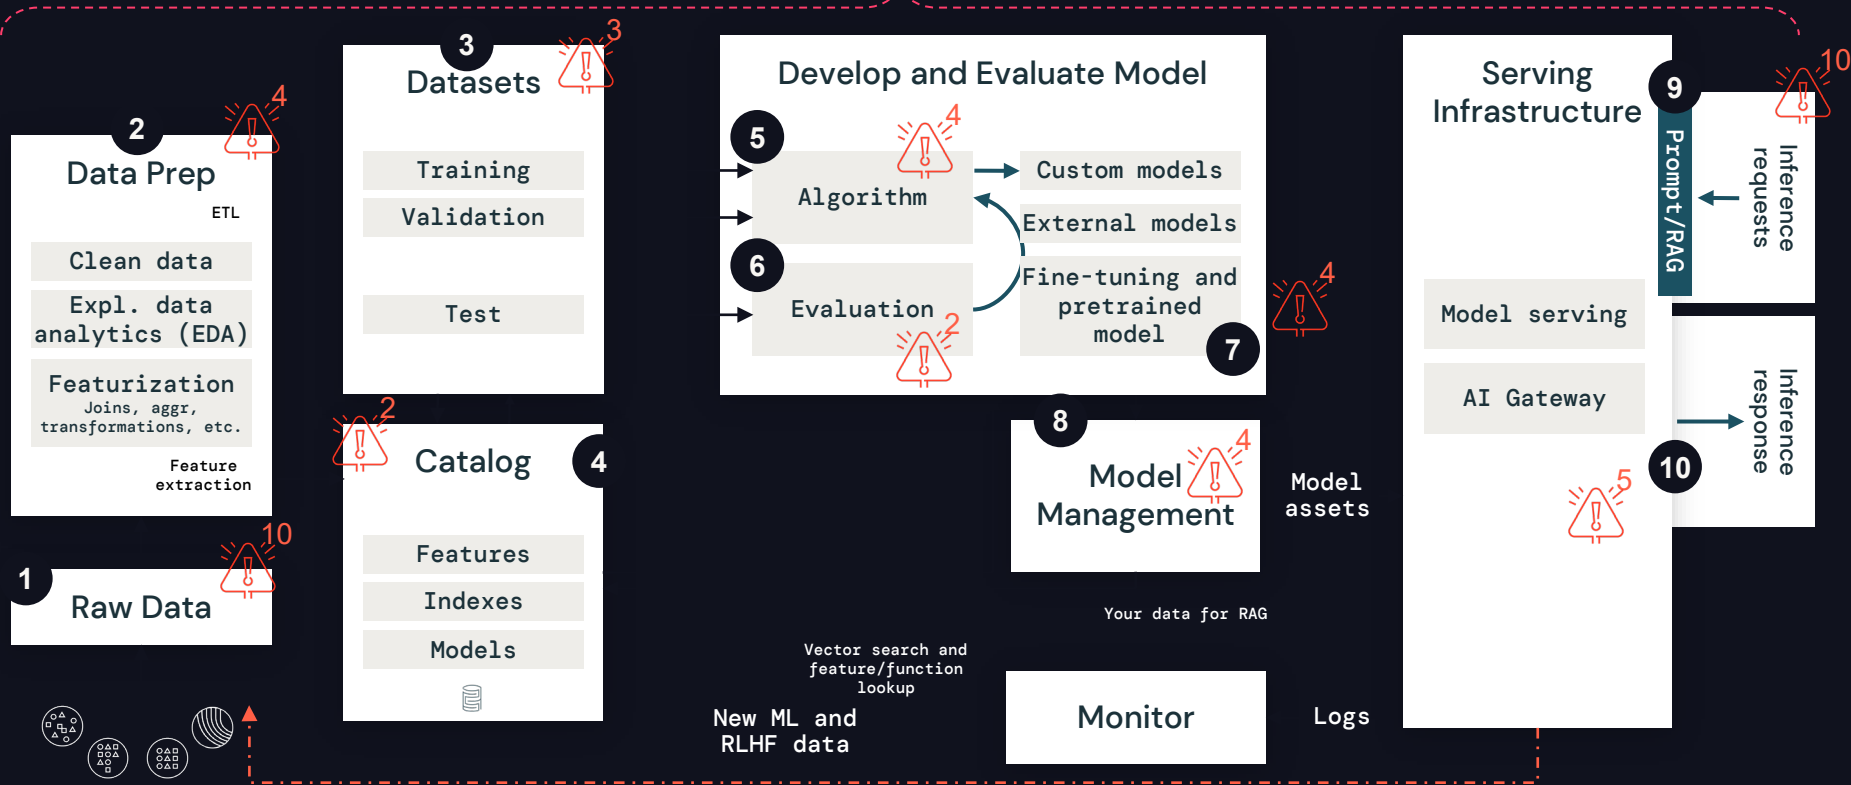 2
4
Data Prep
ETL
Clean data
Expl. data
analytics (EDA)
Featurization
Joins, aggr,
transformations, etc.
Feature
extraction
1
10
Raw Data
3
3
Datasets
Training
Validation
Test
2
4
Catalog
Features
Indexes
Models
Develop and Evaluate Model
5
4
Algorithm
6
Evaluation
2
Custom models
External models
Fine-tuning and
pretrained
model
7
4
8
4
Model
Management
Model
assets
Your data for RAG
Vector search and
feature/function
lookup
New ML and
RLHF data
Monitor
Logs
Serving
Infrastructure
9
Prompt/RAG
10
Inference
requests
Model serving
AI Gateway
5
10
Inference
response